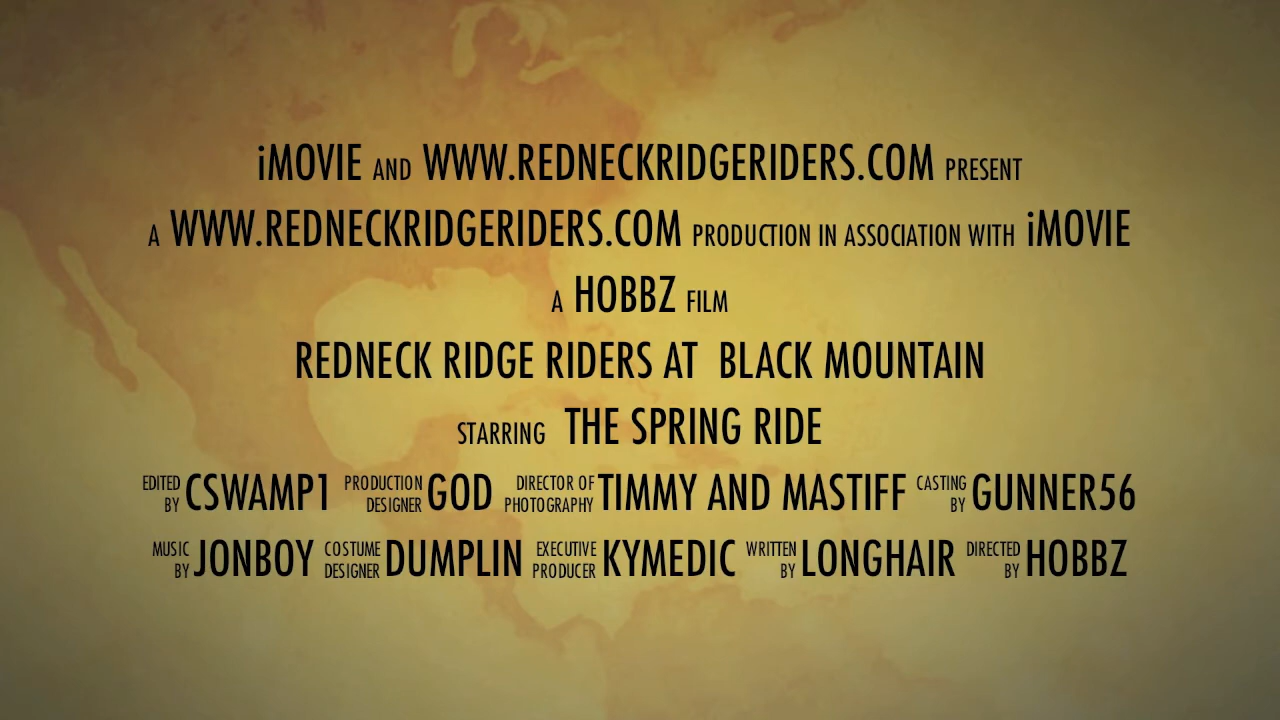 iMOVIE AND WWW.REDNECKRIDGERIDERS.COM PRESENT
A WWW.REDNECKRIDGERIDERS.COM PRODUCTION IN ASSOCIATION WITH iMOVIE
A HOBBZ FILM
REDNECK RIDGE RIDERS AT BLACK MOUNTAIN
STARRING THE SPRING RIDE
EDITED BY CSWAMP1 PRODUCTION DESIGNER GOD DIRECTOR OF PHOTOGRAPHY TIMMY AND MASTIFF CASTING BY GUNNER56
MUSIC BY JONBOY COSTUME DESIGNER DUMPLIN EXECUTIVE PRODUCER KYMEDIC WRITTEN BY LONGHAIR DIRECTED BY HOBBZ